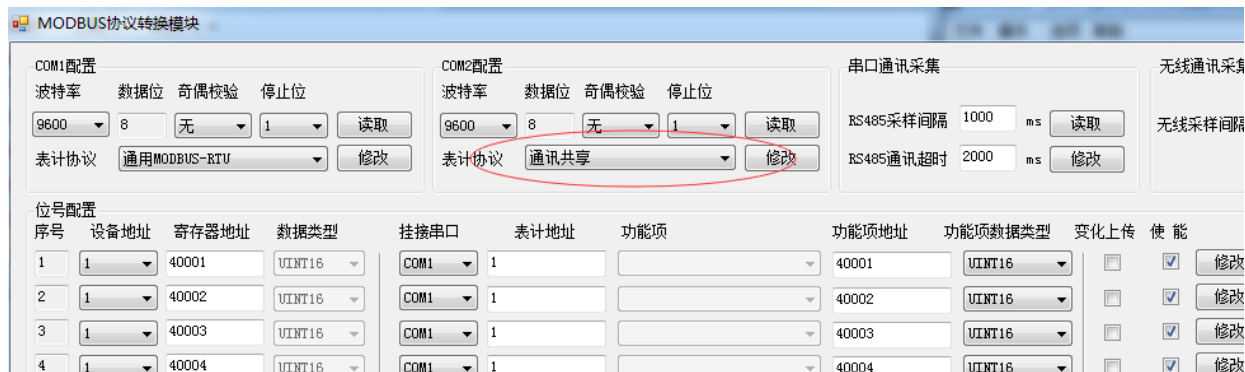 MODBUS协议转换模块
COM1配置
波特率 数据位 奇偶校验 停止位
9600 8 无 1 读取
表计协议 通用MODBUS-RTU 修改
COM2配置
波特率 数据位 奇偶校验 停止位
9600 8 无 1 读取
表计协议 通讯共享 修改
串口通讯采集
RS485采样间隔 1000 ms 读取
RS485通讯超时 2000 ms 修改
无线通讯采集
无线采样间隔
位号配置
序号 设备地址 寄存器地址 数据类型 挂接串口 表计地址 功能项 功能项地址 功能项数据类型 变化上传 使 能
1 1 40001 UINT16 COM1 1 40001 UINT16 修改
2 1 40002 UINT16 COM1 1 40002 UINT16 修改
3 1 40003 UINT16 COM1 1 40003 UINT16 修改
4 1 40004 UINT16 COM1 1 40004 UINT16 修改